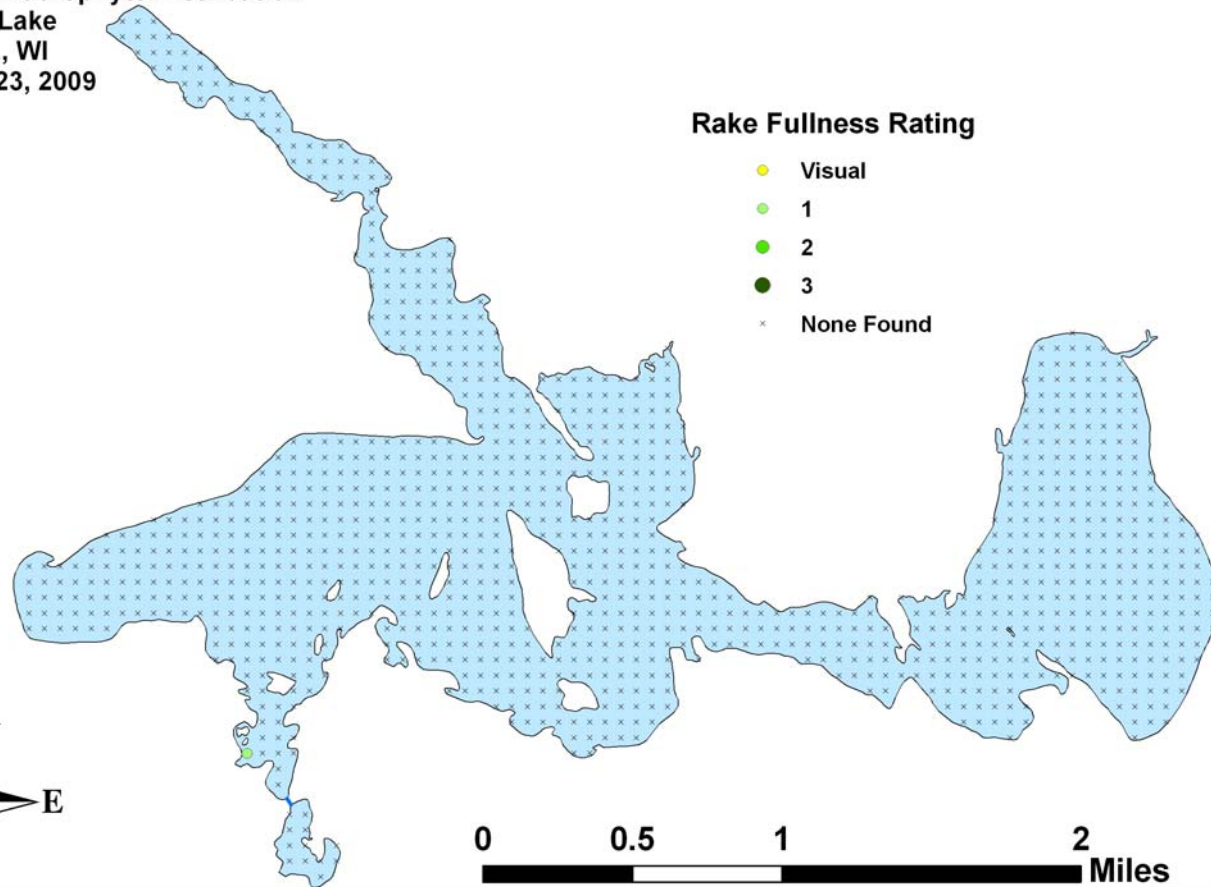 Lake
, WI
23, 2009
Rake Fullness Rating
Visual
1
2
3
None Found
E
0 0.5 1 2
Miles